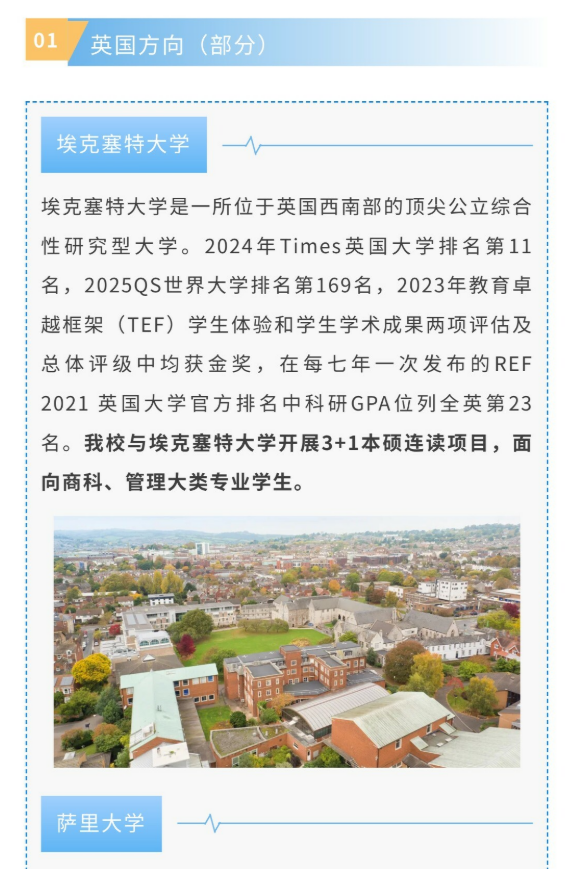 01 英国方向（部分）
埃克塞特大学
埃克塞特大学是一所位于英国西南部的顶尖公立综合
性研究型大学。2024年Times英国大学排名第11
名，2025QS世界大学排名第169名，2023年教育卓
越框架（TEF）学生体验和学生学术成果两项评估及
总体评级中均获金奖，在每七年一次发布的REF
2021 英国大学官方排名中科研GPA位列全英第23
名。我校与埃克塞特大学开展3+1本硕连读项目，面
向商科、管理大类专业学生。
萨里大学